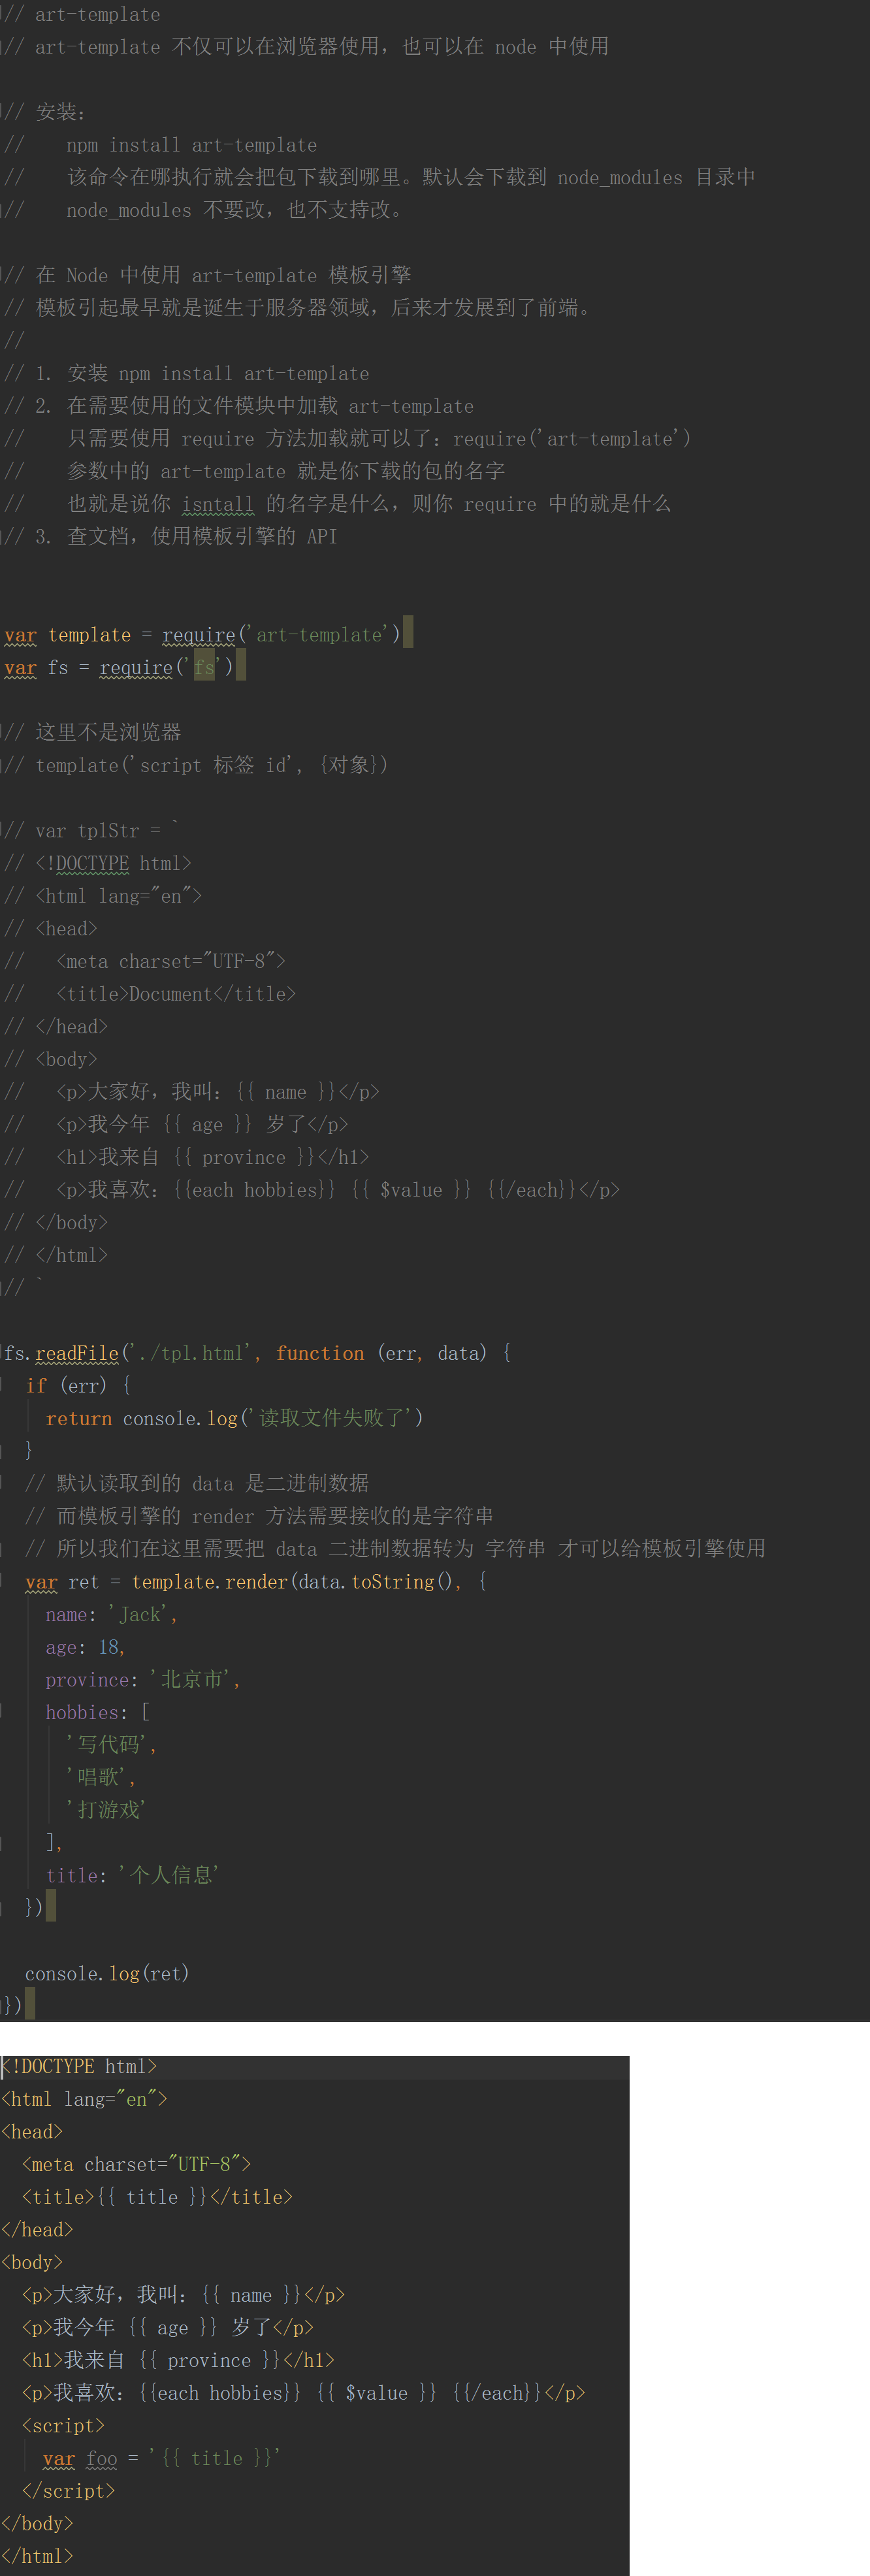 // art-template
// art-template 不仅可以在浏览器使用，也可以在 node 中使用
// 安装：
//    npm install art-template
//    该命令在哪执行就会把包下载到哪里。默认会下载到 node_modules 目录中
//    node_modules 不要改，也不支持改。
// 在 Node 中使用 art-template 模板引擎
// 模板引起最早就是诞生于服务器领域，后来才发展到了前端。
//
// 1. 安装 npm install art-template
// 2. 在需要使用的文件模块中加载 art-template
//    只需要使用 require 方法加载就可以了：require('art-template')
//    参数中的 art-template 就是你下载的包的名字
//    也就是说你 isntall 的名字是什么，则你 require 中的就是什么
// 3. 查文档，使用模板引擎的 API
var template = require('art-template')
var fs = require('fs')
// 这里不是浏览器
// template('script 标签 id', {对象})
// var tplStr = `
// <!DOCTYPE html>
// <html lang="en">
// <head>
//   <meta charset="UTF-8">
//   <title>Document</title>
// </head>
// <body>
//   <p>大家好，我叫：{{ name }}</p>
//   <p>我今年 {{ age }} 岁了</p>
//   <h1>我来自 {{ province }}</h1>
//   <p>我喜欢：{{each hobbies}} {{ $value }} {{/each}}</p>
// </body>
// </html>
// `
fs.readFile('./tpl.html', function (err, data) {
  if (err) {
    return console.log('读取文件失败了')
  }
  // 默认读取到的 data 是二进制数据
  // 而模板引擎的 render 方法需要接收的是字符串
  // 所以我们在这里需要把 data 二进制数据转为 字符串 才可以给模板引擎使用
  var ret = template.render(data.toString(), {
    name: 'Jack',
    age: 18,
    province: '北京市',
    hobbies: [
      '写代码',
      '唱歌',
      '打游戏'
    ],
    title: '个人信息'
  })
  console.log(ret)
})
<!DOCTYPE html>
<html lang="en">
<head>
  <meta charset="UTF-8">
  <title>{{ title }}</title>
</head>
<body>
  <p>大家好，我叫：{{ name }}</p>
  <p>我今年 {{ age }} 岁了</p>
  <h1>我来自 {{ province }}</h1>
  <p>我喜欢：{{each hobbies}} {{ $value }} {{/each}}</p>
  <script>
    var foo = '{{ title }}'
  </script>
</body>
</html>